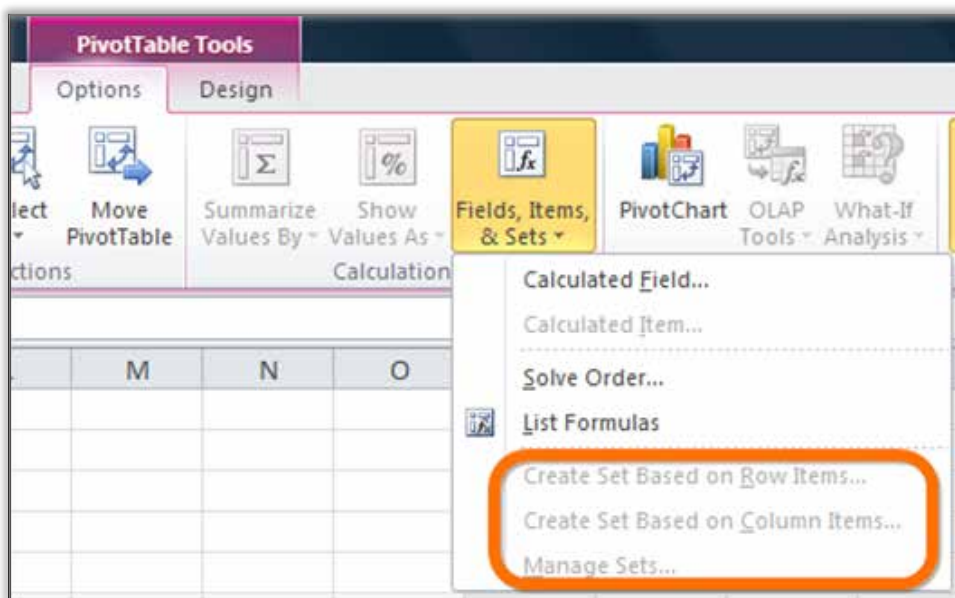 PivotTable Tools
Options Design
Move PivotTable
Summarize Values By
Show Values As
Fields, Items, & Sets
PivotChart
OLAP Tools
What-If Analysis
Calculation
Calculated Field...
Calculated Item...
Solve Order...
List Formulas
Create Set Based on Row Items...
Create Set Based on Column Items...
Manage Sets...
M N O